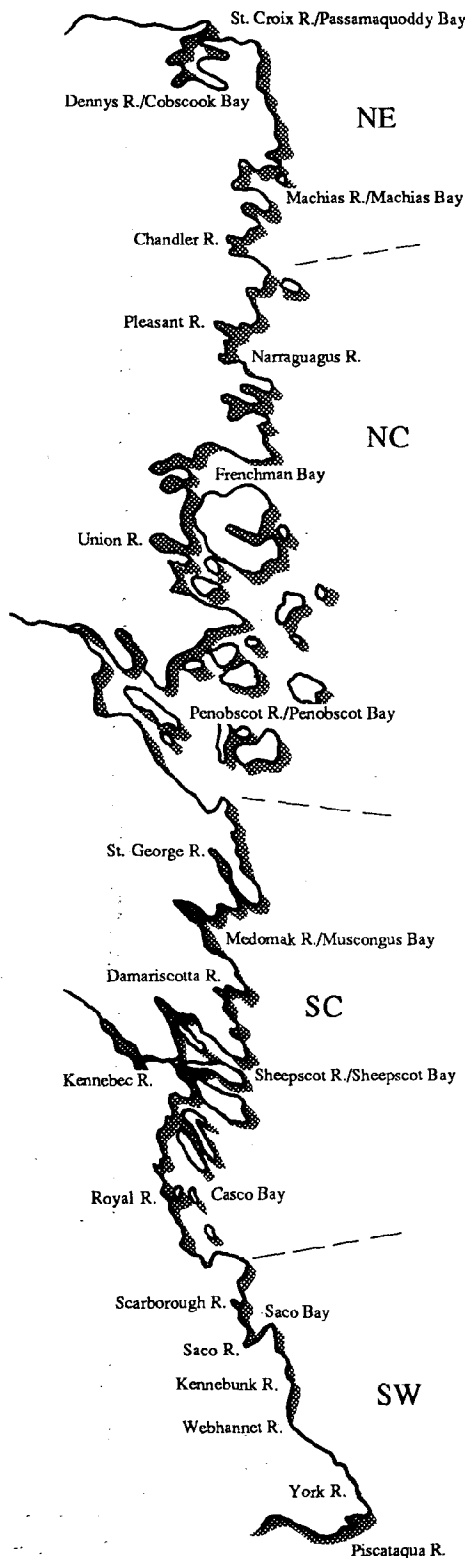 St. Croix R./Passamaquoddy Bay
Dennys R./Cobscook Bay
NE
Machias R./Machias Bay
Chandler R.
Pleasant R.
Narraguagus R.
NC
Frenchman Bay
Union R.
Penobscot R./Penobscot Bay
St. George R.
Medomak R./Muscongus Bay
Damariscotta R.
SC
Kennebec R.
Sheepscot R./Sheepscot Bay
Royal R.
Casco Bay
Scarborough R.
Saco Bay
Saco R.
Kennebunk R.
SW
Webhannet R.
York R.
Piscataqua R.